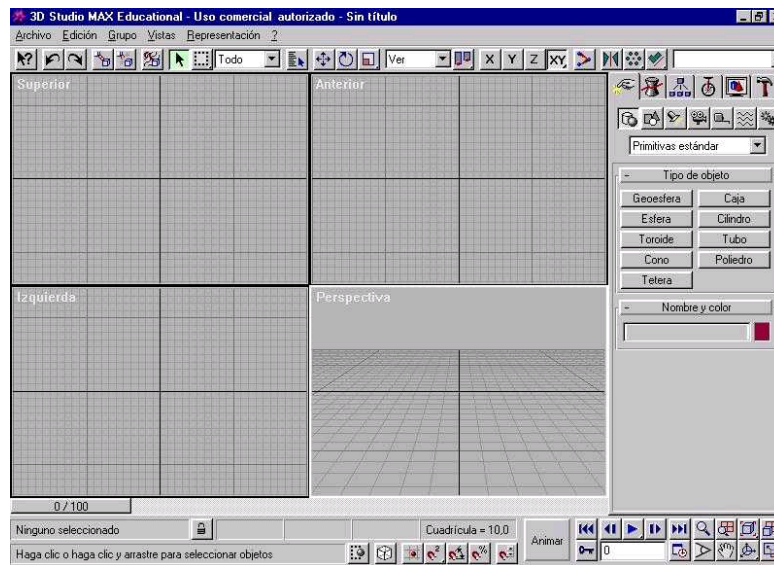 3D Studio MAX Educational - Uso comercial autorizado - Sin título
Archivo Edición Grupo Vistas Representación ?
Todo Ver X Y Z XY
Superior Anterior
Primitivas estándar
- Tipo de objeto
Geoesfera Caja
Esfera Cilindro
Toroide Tubo
Cono Poliedro
Tetera
Izquierda Perspectiva
- Nombre y color
0 / 100
Ninguno seleccionado Cuadrícula = 10,0 Animar
Haga clic o haga clic y arrastre para seleccionar objetos 0